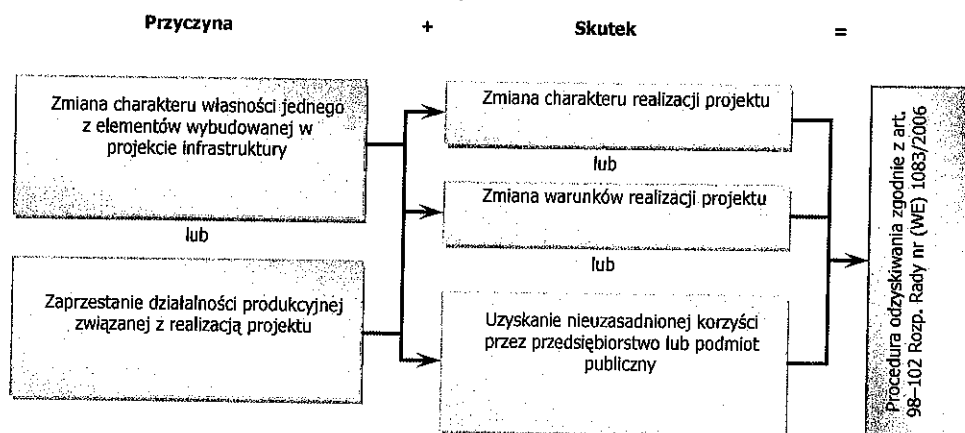 Przyczyna + Skutek =
Zmiana charakteru własności jednego
z elementów wybudowanej w
projekcie infrastruktury
lub
Zaprzestanie działalności produkcyjnej
związanej z realizacją projektu
Zmiana charakteru realizacji projektu
lub
Zmiana warunków realizacji projektu
lub
Uzyskanie nieuzasadnionej korzyści
przez przedsiębiorstwo lub podmiot
publiczny
Procedura odzyskiwania zgodnie z art.
98–102 Rozp. Rady nr (WE) 1083/2006